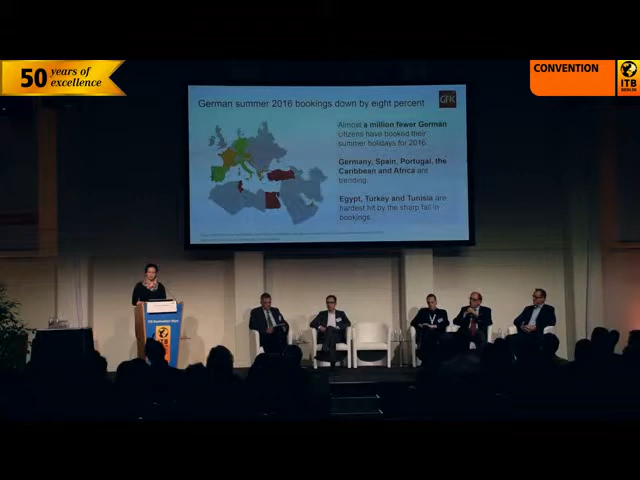 50 years of
excellence
CONVENTION
ITB
BERLIN
German summer 2016 bookings down by eight percent
GFK
Almost a million fewer German
citizens have booked their
summer holidays for 2016.
Germany, Spain, Portugal, the
Caribbean and Africa are
trending.
Egypt, Turkey and Tunisia are
hardest hit by the sharp fall in
bookings.
ITB